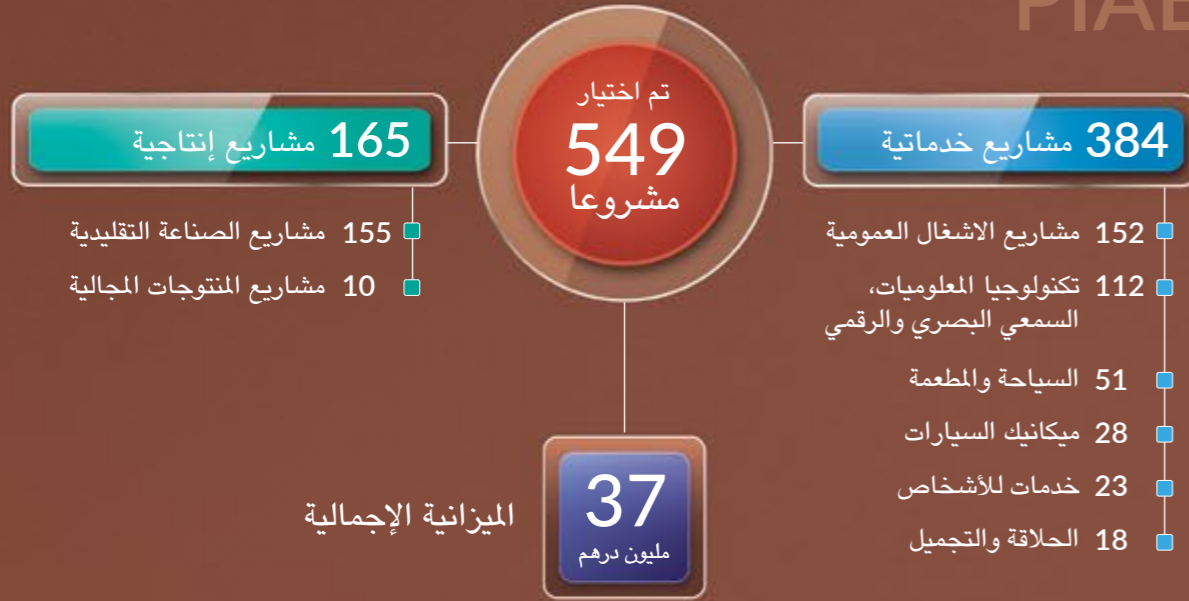 PIAE
تم اختيار
549
مشروعا
384 مشاريع خدماتية
152 مشاريع الاشغال العمومية
112 تكنولوجيا المعلوميات،
السمعي البصري والرقمي
51 السياحة والمطعمة
28 ميكانيك السيارات
23 خدمات للأشخاص
18 الحلاقة والتجميل
165 مشاريع إنتاجية
155 مشاريع الصناعة التقليدية
10 مشاريع المنتوجات المجالية
الميزانية الإجمالية
37
مليون درهم